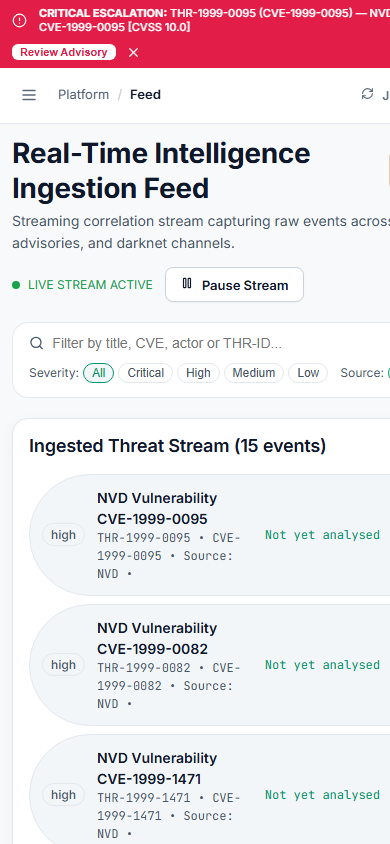 CRITICAL ESCALATION: THR-1999-0095 (CVE-1999-0095) — NVD
CVE-1999-0095 [CVSS 10.0]
Review Advisory
Platform / Feed
Real-Time Intelligence
Ingestion Feed
Streaming correlation stream capturing raw events across
advisories, and darknet channels.
LIVE STREAM ACTIVE
Pause Stream
Filter by title, CVE, actor or THR-ID...
Severity: All Critical High Medium Low Source:
Ingested Threat Stream (15 events)
high
NVD Vulnerability
CVE-1999-0095
THR-1999-0095 • CVE-
1999-0095 • Source:
NVD •
Not yet analysed
high
NVD Vulnerability
CVE-1999-0082
THR-1999-0082 • CVE-
1999-0082 • Source:
NVD •
Not yet analysed
high
NVD Vulnerability
CVE-1999-1471
THR-1999-1471 • CVE-
1999-1471 • Source:
NVD •
Not yet analysed